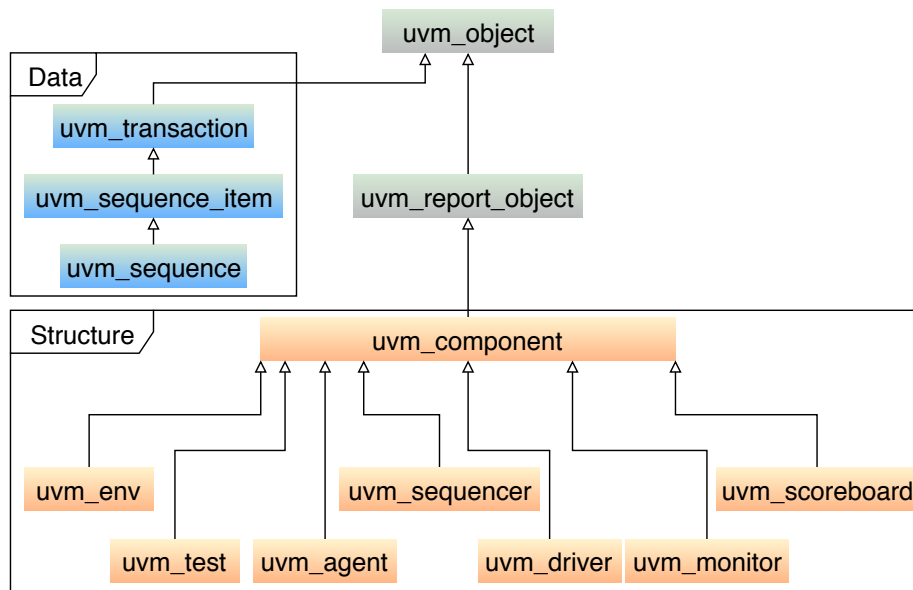 uvm_object
Data
uvm_transaction
uvm_sequence_item
uvm_report_object
uvm_sequence
Structure
uvm_component
uvm_env
uvm_sequencer
uvm_scoreboard
uvm_test
uvm_agent
uvm_driver
uvm_monitor